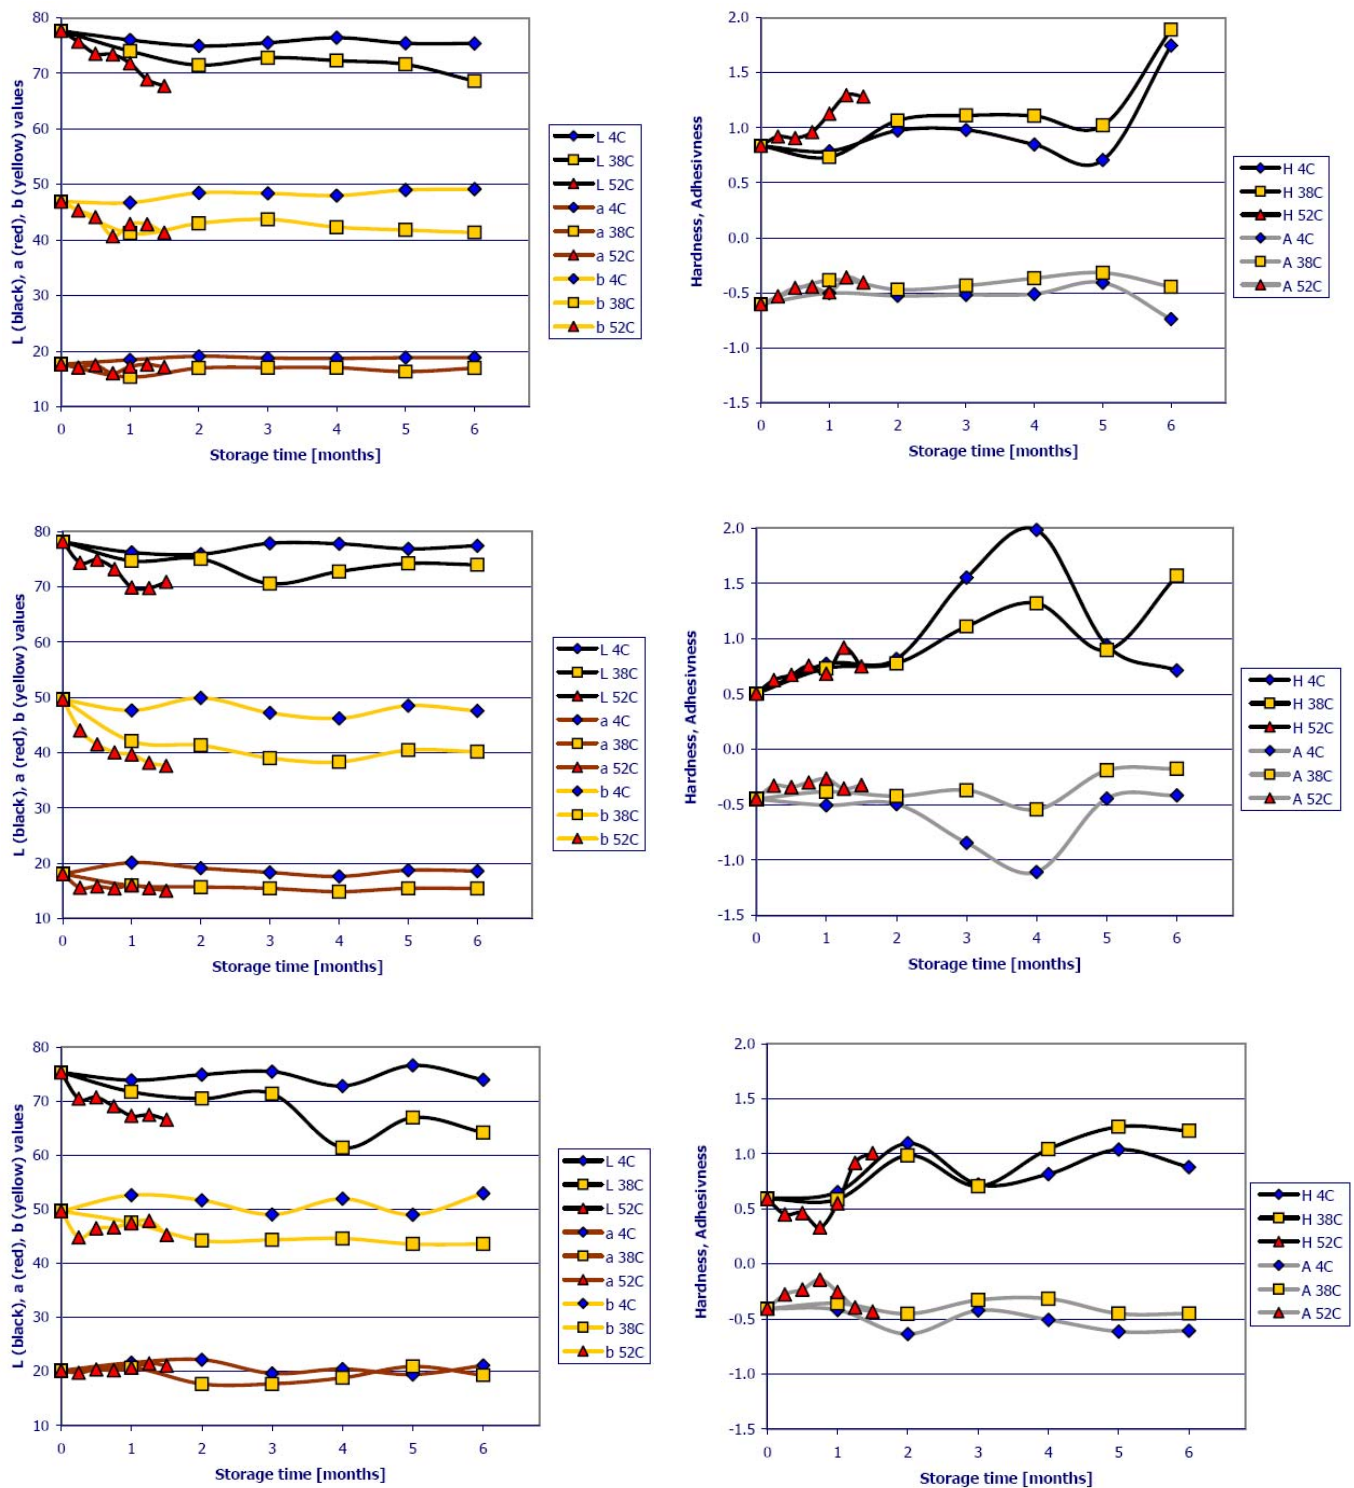 L (black), a (red), b (yellow) values
80
70
60
50
40
30
20
10
0 1 2 3 4 5 6
Storage time [months]
L 4C
L 38C
L 52C
a 4C
a 38C
a 52C
b 4C
b 38C
b 52C
Hardness, Adhesivness
2.0
1.5
1.0
0.5
0.0
-0.5
-1.0
-1.5
0 1 2 3 4 5 6
Storage time [months]
H 4C
H 38C
H 52C
A 4C
A 38C
A 52C
L (black), a (red), b (yellow) values
80
70
60
50
40
30
20
10
0 1 2 3 4 5 6
Storage time [months]
L 4C
L 38C
L 52C
a 4C
a 38C
a 52C
b 4C
b 38C
b 52C
Hardness, Adhesivness
2.0
1.5
1.0
0.5
0.0
-0.5
-1.0
-1.5
0 1 2 3 4 5 6
Storage time [months]
H 4C
H 38C
H 52C
A 4C
A 38C
A 52C
L (black), a (red), b (yellow) values
80
70
60
50
40
30
20
10
0 1 2 3 4 5 6
Storage time [months]
L 4C
L 38C
L 52C
a 4C
a 38C
a 52C
b 4C
b 38C
b 52C
Hardness, Adhesivness
2.0
1.5
1.0
0.5
0.0
-0.5
-1.0
-1.5
0 1 2 3 4 5 6
Storage time [months]
H 4C
H 38C
H 52C
A 4C
A 38C
A 52C